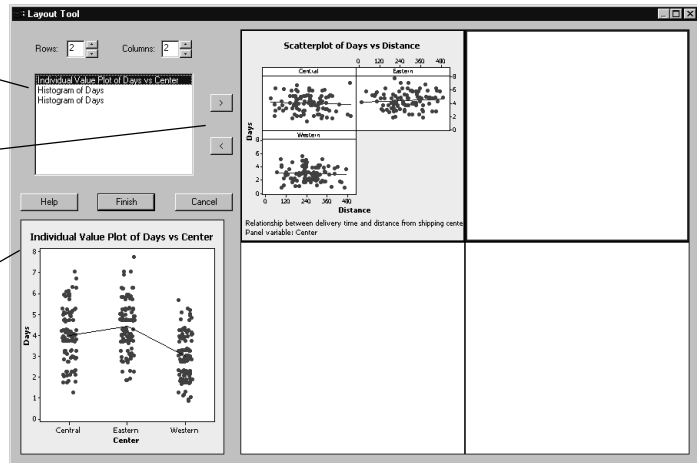 Layout Tool
Rows: 2 Columns: 2
Individual Value Plot of Days vs Center
Histogram of Days
Histogram of Days
>
<
Help Finish Cancel
Individual Value Plot of Days vs Center
8
7
6
5
4
3
2
1
0
Days
Central Eastern Western
Center
Scatterplot of Days vs Distance
0 120 240 360 480
Central Eastern
8
6
4
2
0
Western
8
6
4
2
0
Days
0 120 240 360 480
Distance
Relationship between delivery time and distance from shipping cente
Panel variable: Center